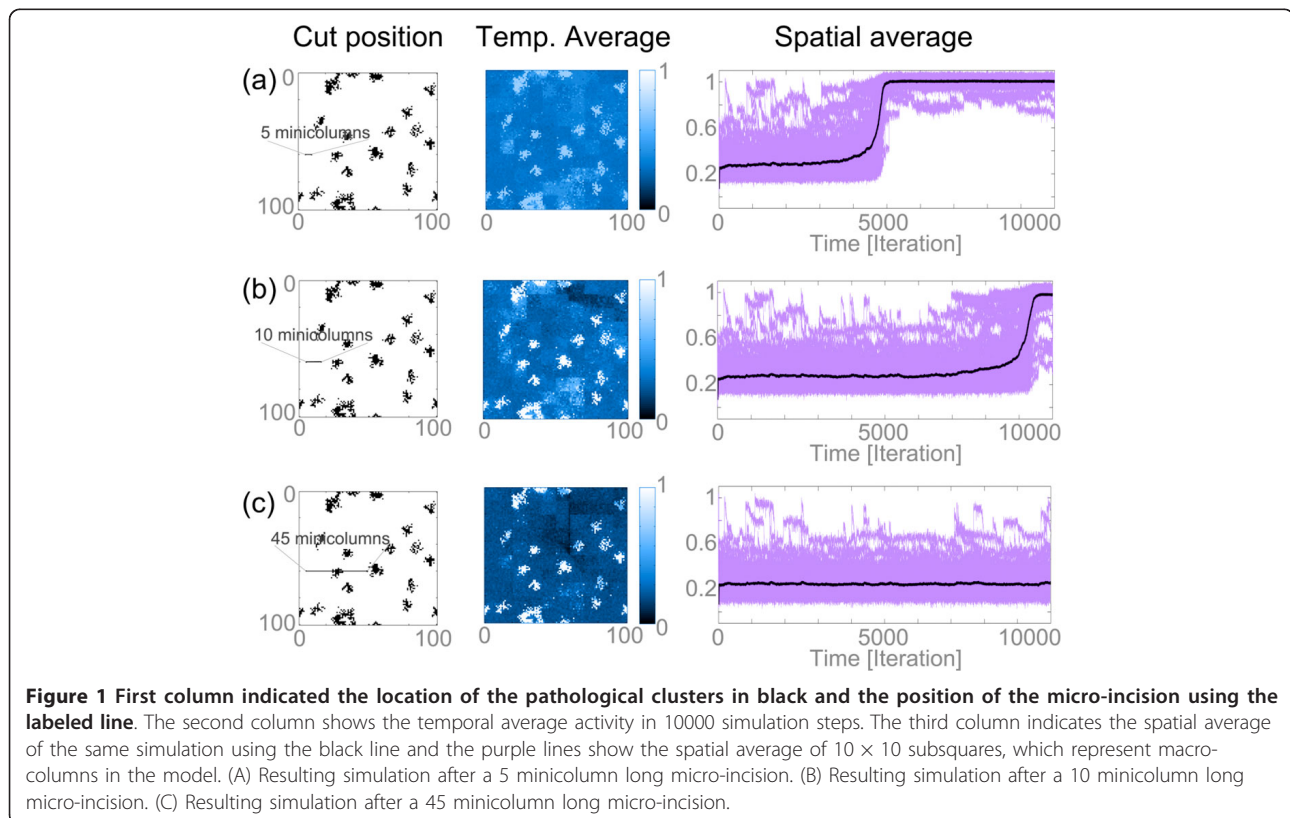 Cut position Temp. Average Spatial average
(a) 0 5 minicolumns 100 0 100
0 100 1 0
1 0.6 0.2 5000 10000
Time [Iteration]
(b) 0 10 minicolumns 100 0 100
0 100 1 0
1 0.6 0.2 5000 10000
Time [Iteration]
(c) 0 45 minicolumns 100 0 100
0 100 1 0
1 0.6 0.2 5000 10000
Time [Iteration]
Figure 1 First column indicated the location of the pathological clusters in black and the position of the micro-incision using the
labeled line. The second column shows the temporal average activity in 10000 simulation steps. The third column indicates the spatial average
of the same simulation using the black line and the purple lines show the spatial average of 10 × 10 subsquares, which represent macro-
columns in the model. (A) Resulting simulation after a 5 minicolumn long micro-incision. (B) Resulting simulation after a 10 minicolumn long
micro-incision. (C) Resulting simulation after a 45 minicolumn long micro-incision.